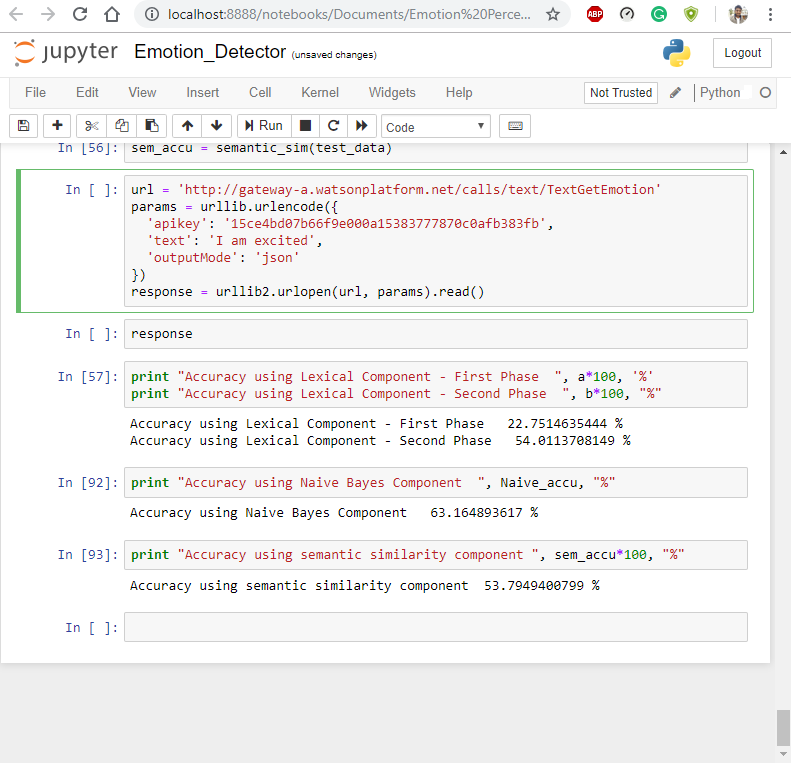 localhost:8888/notebooks/Documents/Emotion%20Perce...
ABP
G
jupyter Emotion_Detector (unsaved changes)
Logout
File Edit View Insert Cell Kernel Widgets Help
Not Trusted
Python
Run
Code
In [56]: sem_accu = semantic_sim(test_data)
In [ ]: url = 'http://gateway-a.watsonplatform.net/calls/text/TextGetEmotion'
params = urllib.urlencode({
'apikey': '15ce4bd07b66f9e000a15383777870c0afb383fb',
'text': 'I am excited',
'outputMode': 'json'
})
response = urllib2.urlopen(url, params).read()
In [ ]: response
In [57]: print "Accuracy using Lexical Component - First Phase  ", a*100, '%'
print "Accuracy using Lexical Component - Second Phase  ", b*100, "%"
Accuracy using Lexical Component - First Phase   22.7514635444 %
Accuracy using Lexical Component - Second Phase   54.0113708149 %
In [92]: print "Accuracy using Naive Bayes Component  ", Naive_accu, "%"
Accuracy using Naive Bayes Component   63.164893617 %
In [93]: print "Accuracy using semantic similarity component ", sem_accu*100, "%"
Accuracy using semantic similarity component  53.7949400799 %
In [ ]: